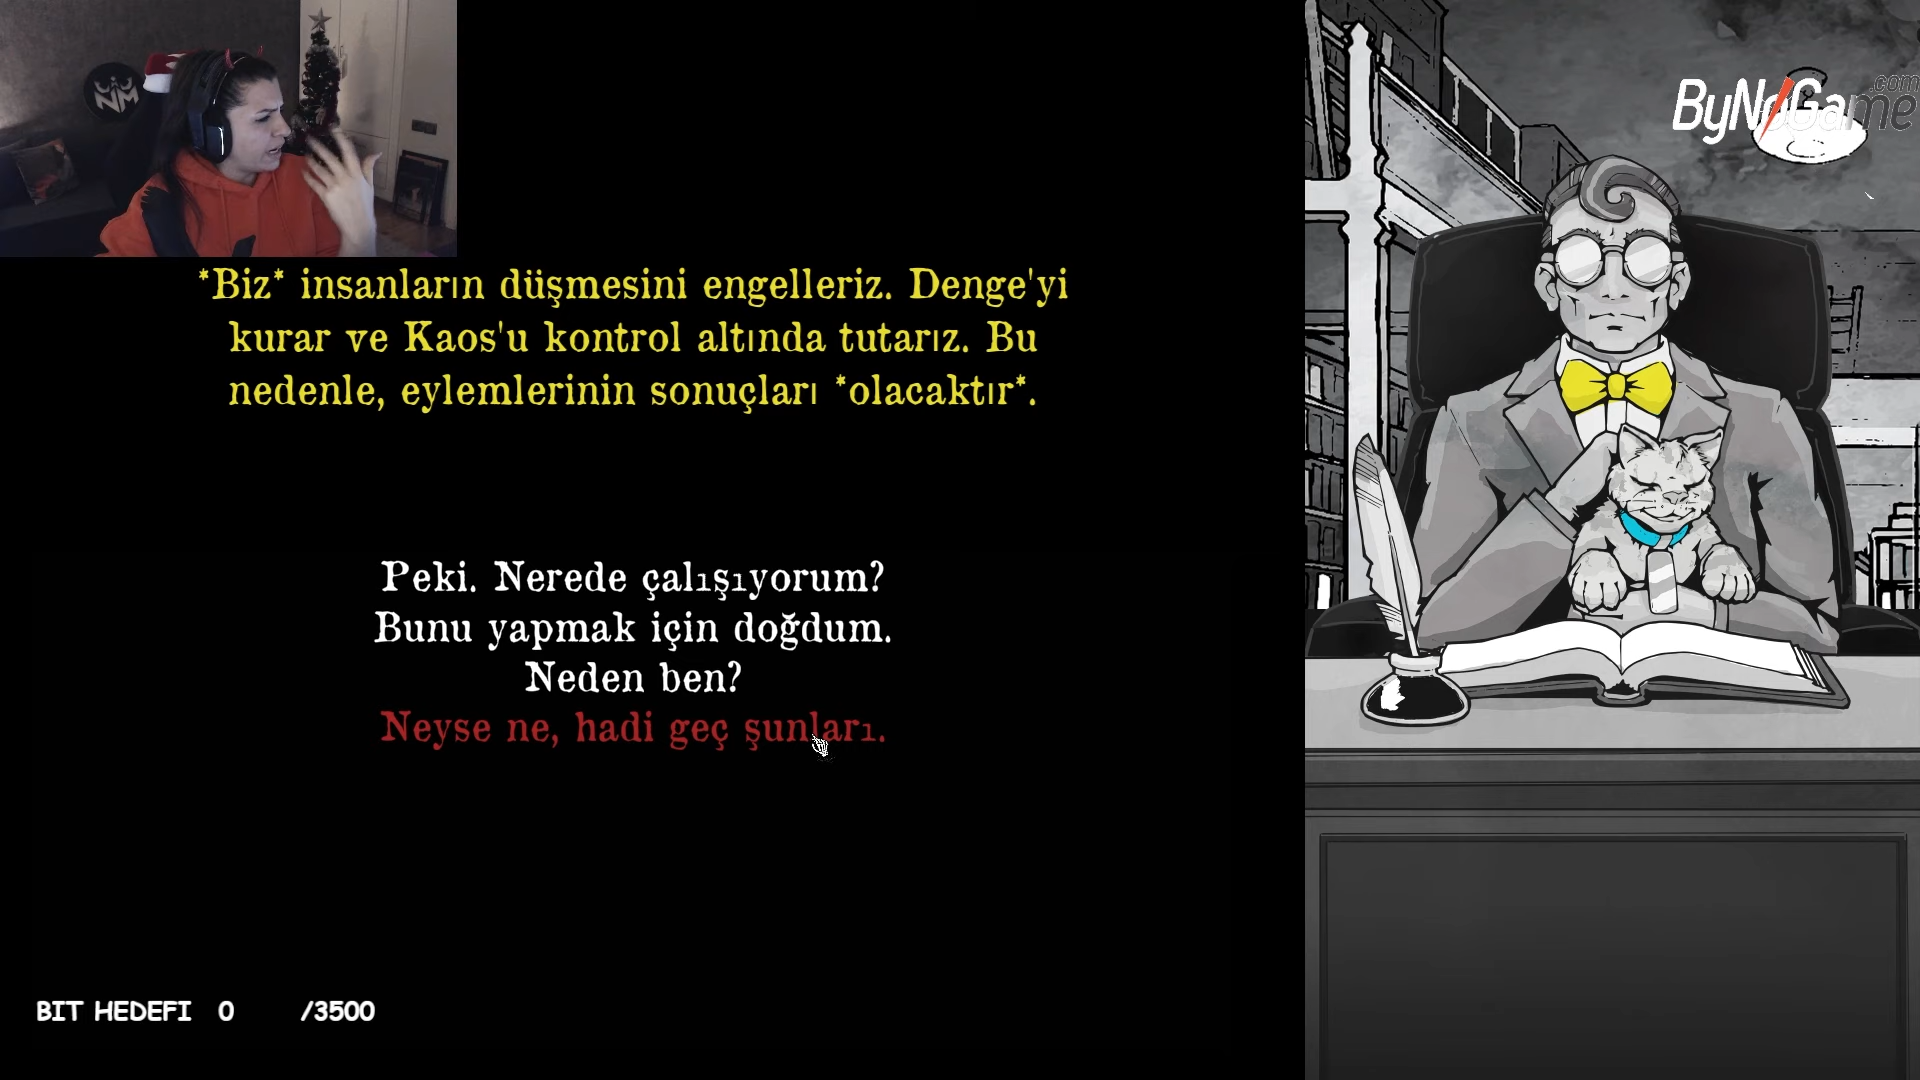 NM
ByNoGame
.com
*Biz* insanların düşmesini engelleriz. Denge'yi
kurar ve Kaos'u kontrol altında tutarız. Bu
nedenle, eylemlerinin sonuçları *olacaktır*.
Peki. Nerede çalışıyorum?
Bunu yapmak için doğdum.
Neden ben?
Neyse ne, hadi geç şunları.
BIT HEDEFI 0 /3500